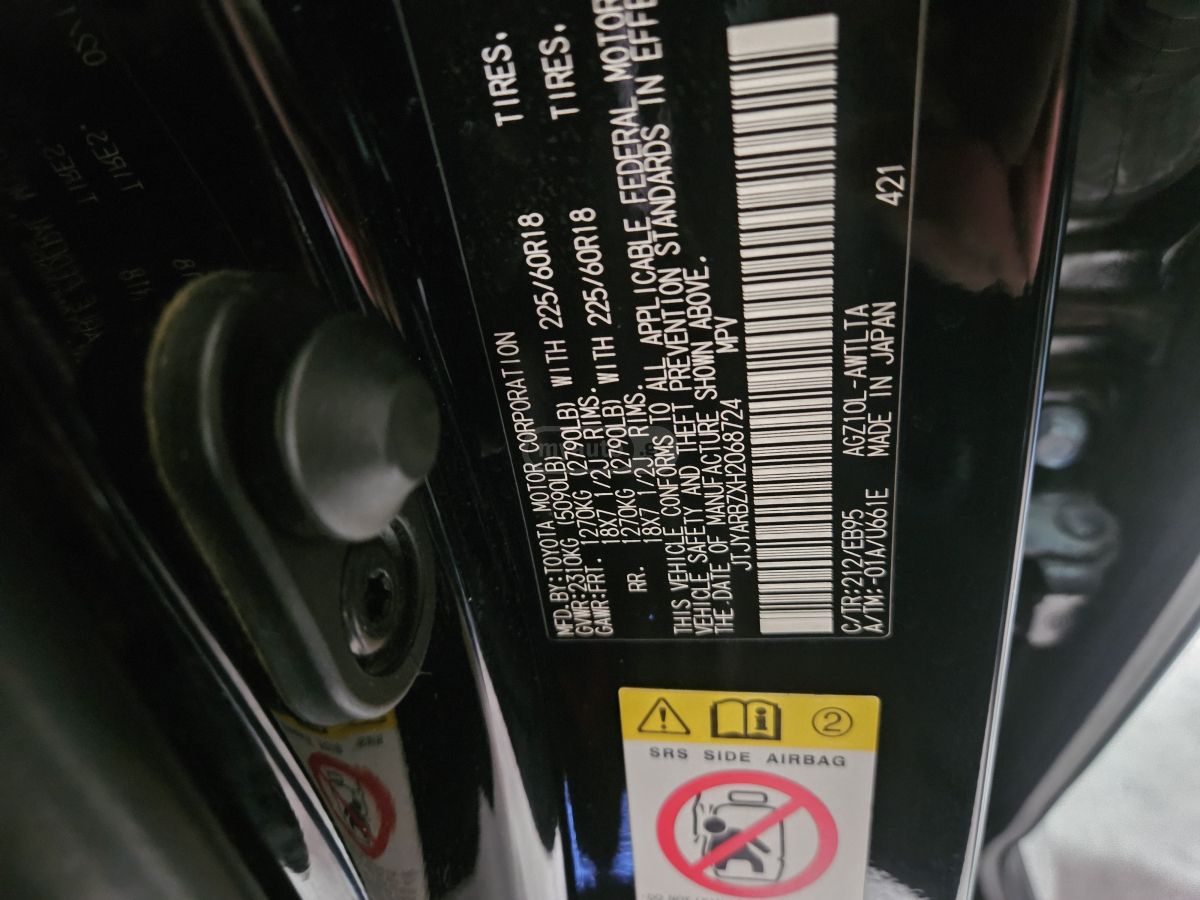 MFD.BY:TOYOTA MOTOR CORPORATION
GVWR:2310KG (5090LB)
GAWR:FRT. 1270KG (2790LB) WITH 225/60R18 TIRES.
18X7 1/2J RIMS.
RR. 1270KG (2790LB) WITH 225/60R18 TIRES.
18X7 1/2J RIMS.
THIS VEHICLE CONFORMS TO ALL APPLICABLE FEDERAL MOTOR
VEHICLE SAFETY AND THEFT PREVENTION STANDARDS IN EFFE
THE DATE OF MANUFACTURE SHOWN ABOVE.
JTJYARBZXH2068724 MPV
C/TR:212/EB95 AGZ10L-AWTLTA 421
A/TM:-01A/U661E MADE IN JAPAN
2
SRS SIDE AIRBAG